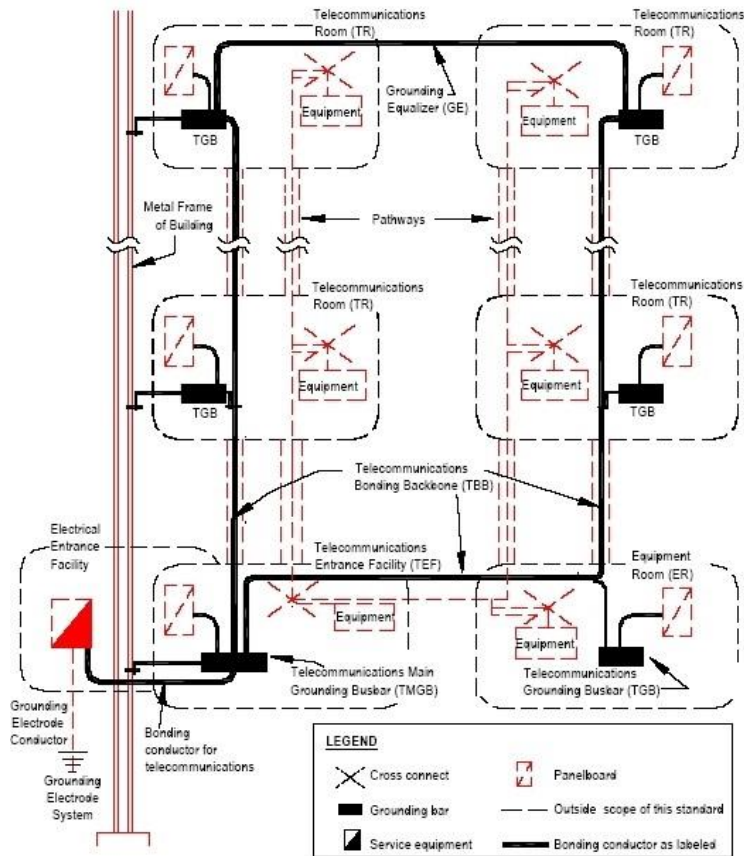 Telecommunications
Room (TR)
Telecommunications
Room (TR)
Grounding
Equalizer (GE)
Equipment
Equipment
TGB
TGB
Metal Frame
of Building
Pathways
Telecommunications
Room (TR)
Telecommunications
Room (TR)
Equipment
Equipment
TGB
TGB
Telecommunications
Bonding Backbone (TBB)
Electrical
Entrance
Facility
Telecommunications
Entrance Facility (TEF)
Equipment
Room (ER)
Equipment
Equipment
Telecommunications Main
Grounding Busbar (TMGB)
Telecommunications
Grounding Busbar (TGB)
Grounding
Electrode
Conductor
Bonding
conductor for
telecommunications
Grounding
Electrode
System
LEGEND
Cross connect
Panelboard
Grounding bar
Outside scope of this standard
Service equipment
Bonding conductor as labeled